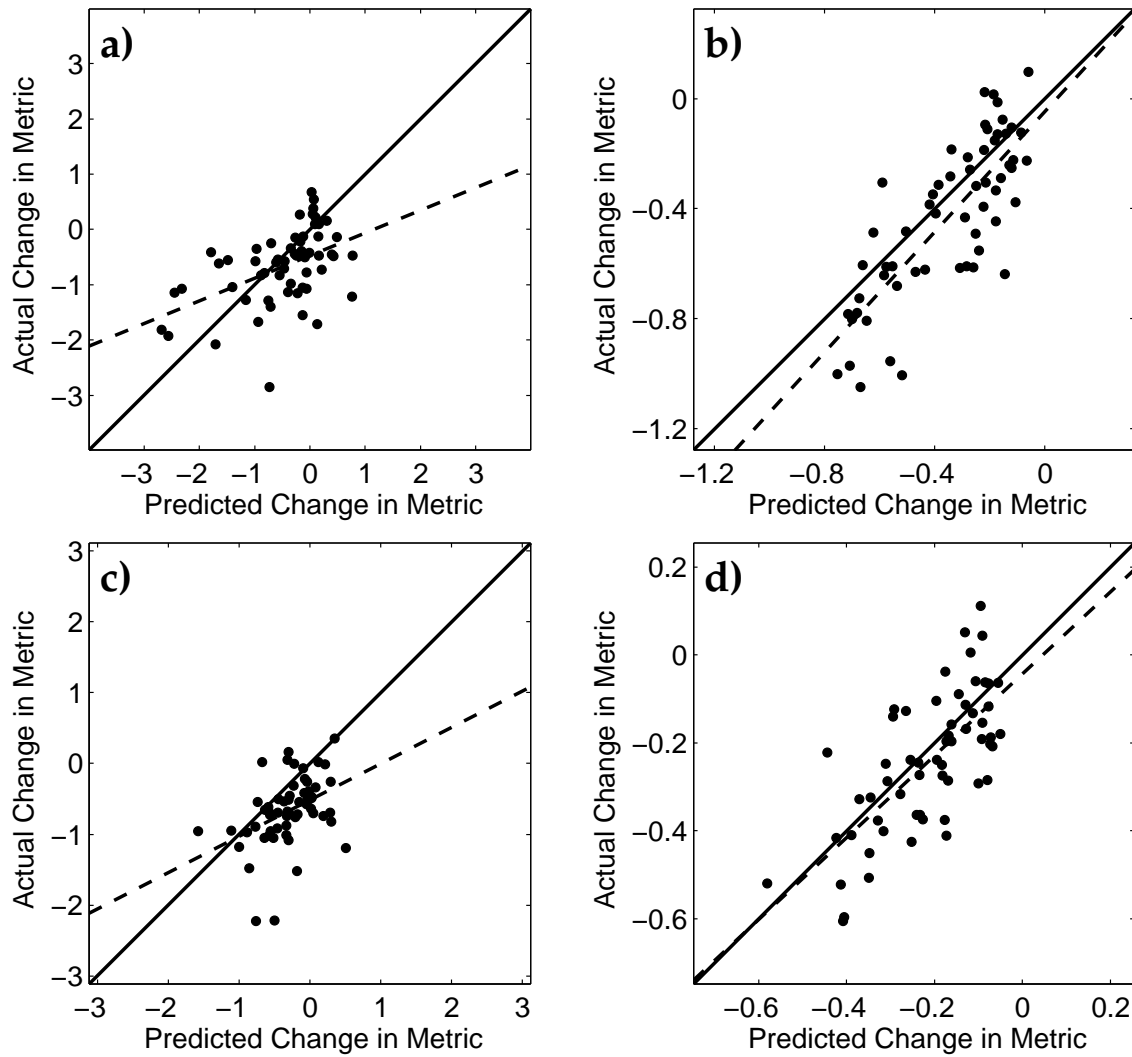 a)
Actual Change in Metric
3
2
1
0
−1
−2
−3
−3 −2 −1 0 1 2 3
Predicted Change in Metric
b)
Actual Change in Metric
0
−0.4
−0.8
−1.2
−1.2 −0.8 −0.4 0
Predicted Change in Metric
c)
Actual Change in Metric
3
2
1
0
−1
−2
−3
−3 −2 −1 0 1 2 3
Predicted Change in Metric
d)
Actual Change in Metric
0.2
0
−0.2
−0.4
−0.6
−0.6 −0.4 −0.2 0 0.2
Predicted Change in Metric